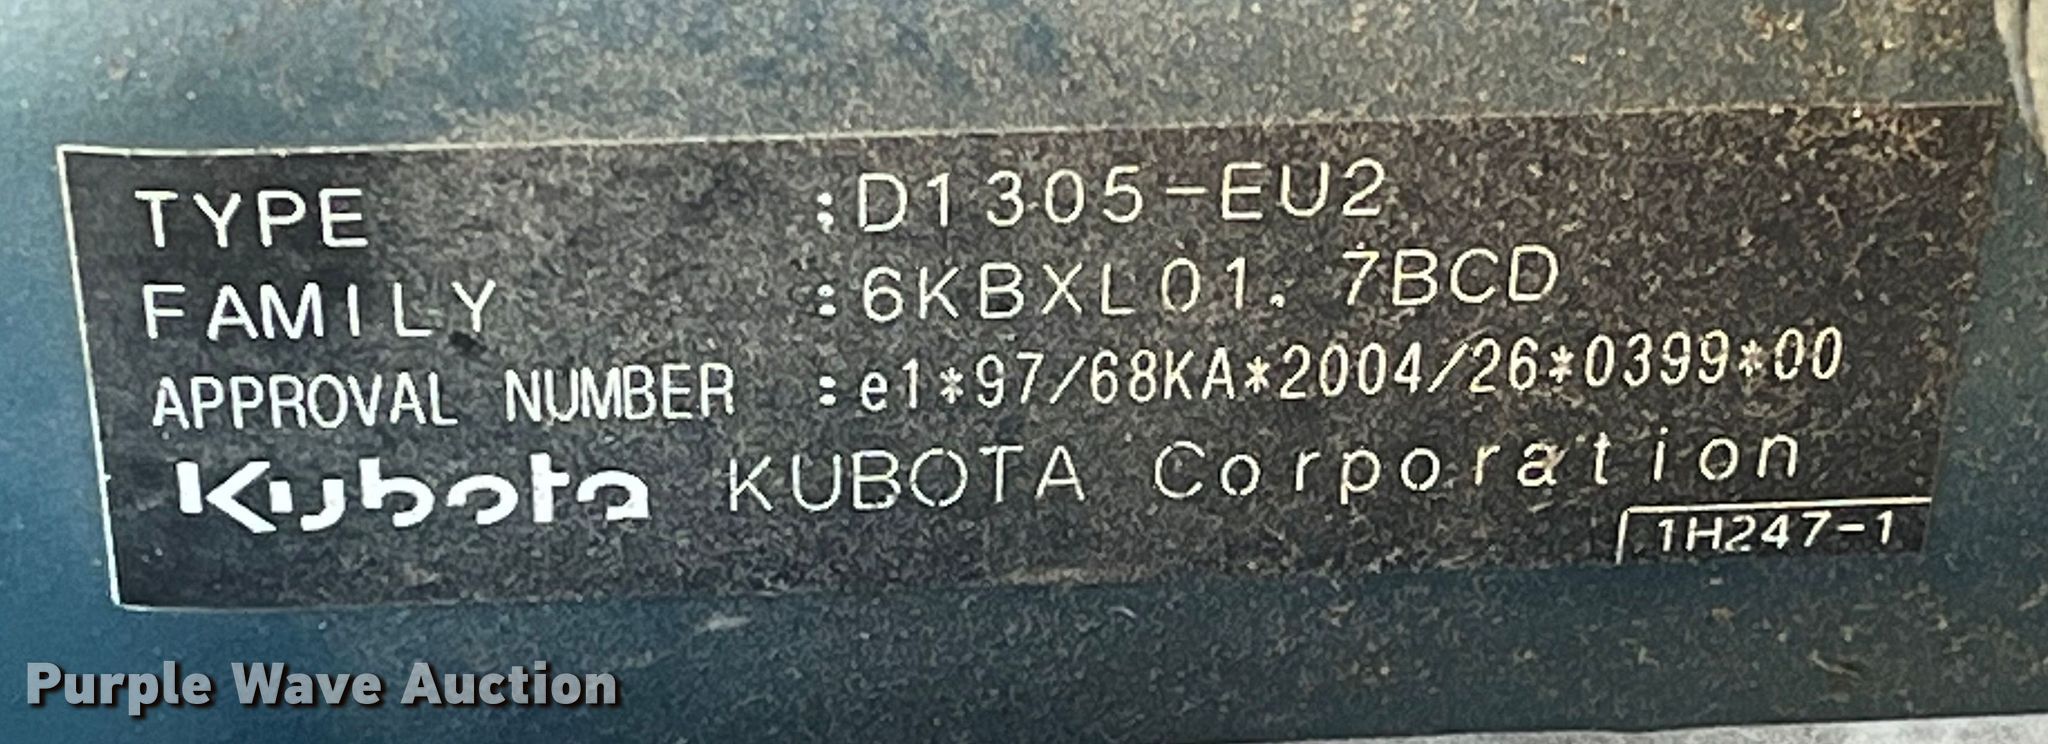 TYPE :D1305-EU2
FAMILY :6KBXL01.7BCD
APPROVAL NUMBER :e1*97/68KA*2004/26*0399*00
Kubota KUBOTA Corporation
1H247-1
Purple Wave Auction